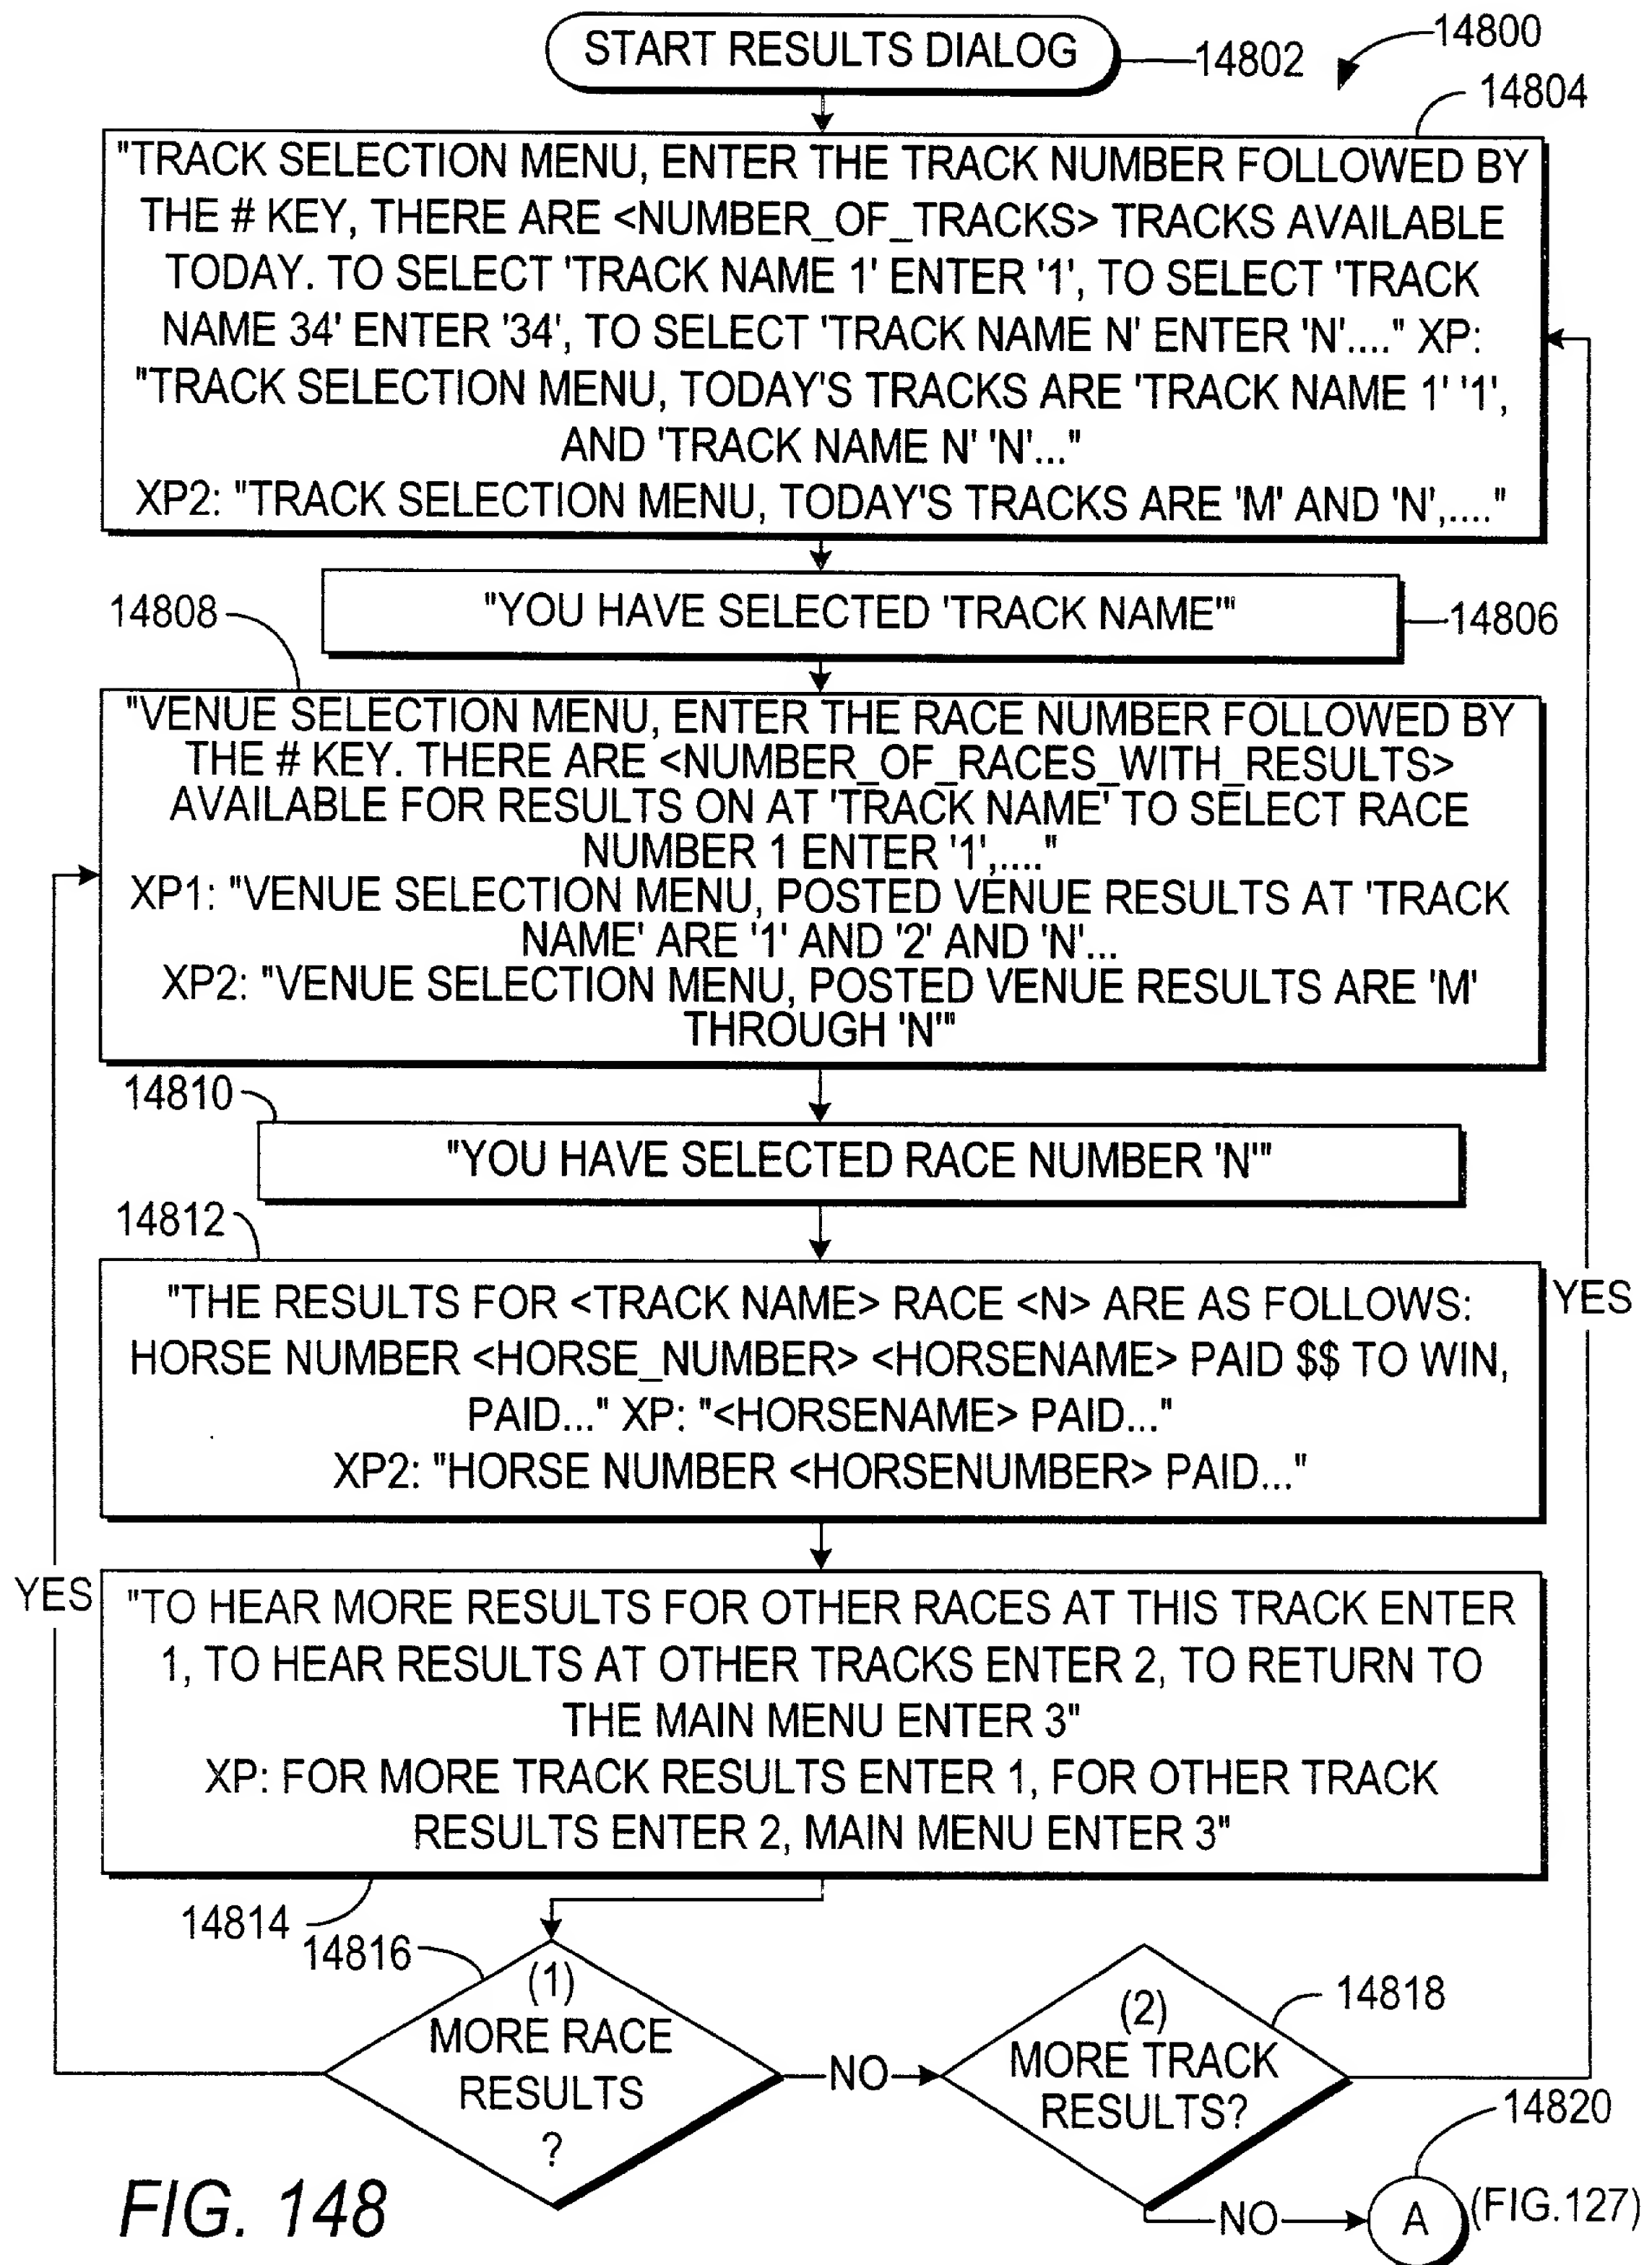 START RESULTS DIALOG
14802
14800
14804
"TRACK SELECTION MENU, ENTER THE TRACK NUMBER FOLLOWED BY
THE # KEY, THERE ARE <NUMBER_OF_TRACKS> TRACKS AVAILABLE
TODAY. TO SELECT 'TRACK NAME 1' ENTER '1', TO SELECT 'TRACK
NAME 34' ENTER '34', TO SELECT 'TRACK NAME N' ENTER 'N'...." XP:
"TRACK SELECTION MENU, TODAY'S TRACKS ARE 'TRACK NAME 1' '1',
AND 'TRACK NAME N' 'N'..."
XP2: "TRACK SELECTION MENU, TODAY'S TRACKS ARE 'M' AND 'N',...."
14808
"YOU HAVE SELECTED 'TRACK NAME'"
14806
"VENUE SELECTION MENU, ENTER THE RACE NUMBER FOLLOWED BY
THE # KEY. THERE ARE <NUMBER_OF_RACES_WITH_RESULTS>
AVAILABLE FOR RESULTS ON AT 'TRACK NAME' TO SELECT RACE
NUMBER 1 ENTER '1',...."
XP1: "VENUE SELECTION MENU, POSTED VENUE RESULTS AT 'TRACK
NAME' ARE '1' AND '2' AND 'N'...
XP2: "VENUE SELECTION MENU, POSTED VENUE RESULTS ARE 'M'
THROUGH 'N'"
14810
"YOU HAVE SELECTED RACE NUMBER 'N'"
14812
"THE RESULTS FOR <TRACK NAME> RACE <N> ARE AS FOLLOWS:
HORSE NUMBER <HORSE_NUMBER> <HORSENAME> PAID $$ TO WIN,
PAID..." XP: "<HORSENAME> PAID..."
XP2: "HORSE NUMBER <HORSENUMBER> PAID..."
YES
YES
"TO HEAR MORE RESULTS FOR OTHER RACES AT THIS TRACK ENTER
1, TO HEAR RESULTS AT OTHER TRACKS ENTER 2, TO RETURN TO
THE MAIN MENU ENTER 3"
XP: FOR MORE TRACK RESULTS ENTER 1, FOR OTHER TRACK
RESULTS ENTER 2, MAIN MENU ENTER 3"
14814
14816
(1)
MORE RACE
RESULTS
?
NO
(2)
MORE TRACK
RESULTS?
14818
14820
NO
A
(FIG.127)
FIG. 148